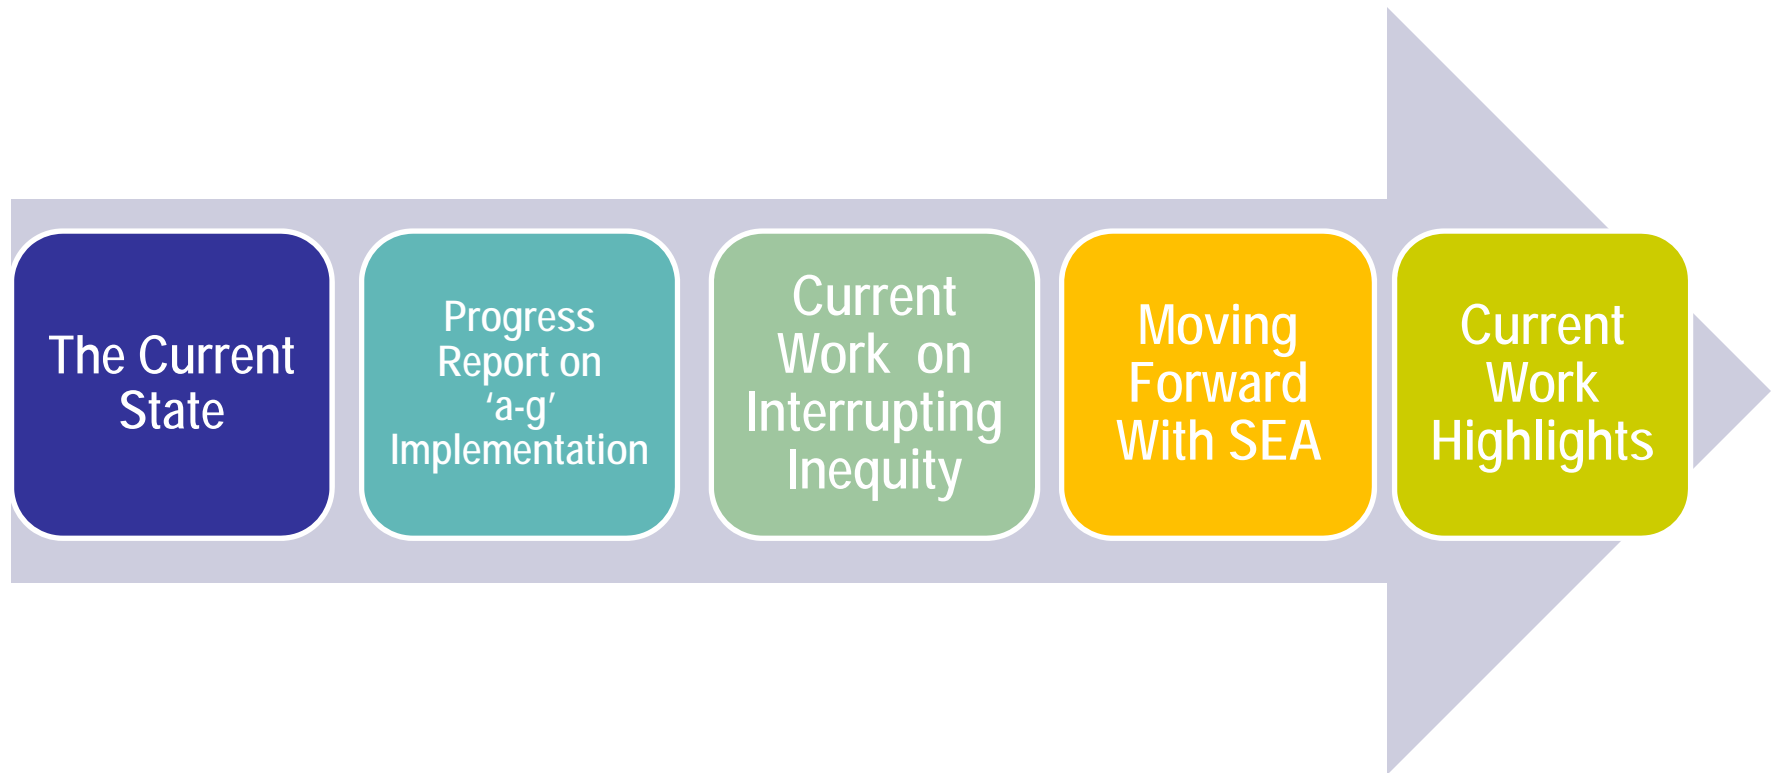 The Current
State
Progress
Report on
‘a-g’
Implementation
Current
Work  on
Interrupting
Inequity
Moving
Forward
With SEA
Current
Work
Highlights